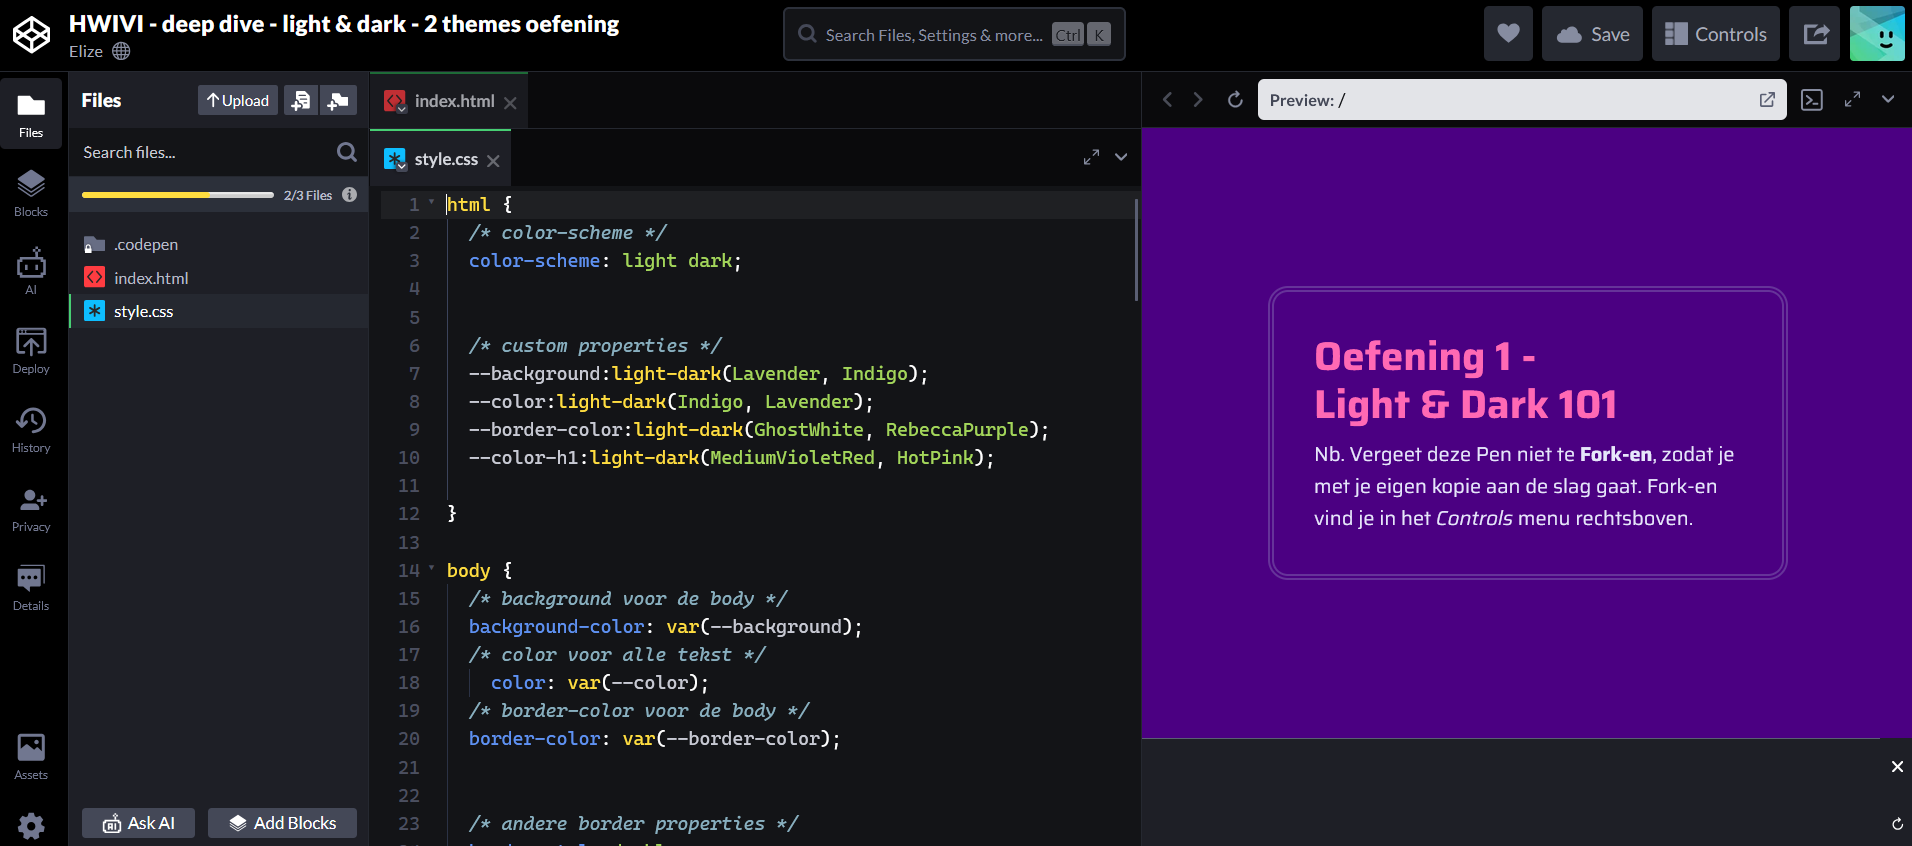 HWIVI - deep dive - light & dark - 2 themes oefening
Elize
Search Files, Settings & more... Ctrl K
Save
Controls
Files
Blocks
AI
Deploy
History
Privacy
Details
Assets
Files
Upload
Search files...
2/3 Files
.codepen
index.html
style.css
Ask AI
Add Blocks
index.html
style.css
1 html {
2 /* color-scheme */
3 color-scheme: light dark;
4
5
6 /* custom properties */
7 --background:light-dark(Lavender, Indigo);
8 --color:light-dark(Indigo, Lavender);
9 --border-color:light-dark(GhostWhite, RebeccaPurple);
10 --color-h1:light-dark(MediumVioletRed, HotPink);
11
12 }
13
14 body {
15 /* background voor de body */
16 background-color: var(--background);
17 /* color voor alle tekst */
18 color: var(--color);
19 /* border-color voor de body */
20 border-color: var(--border-color);
21
22
23 /* andere border properties */
Preview: /
Oefening 1 -
Light & Dark 101
Nb. Vergeet deze Pen niet te Fork-en, zodat je
met je eigen kopie aan de slag gaat. Fork-en
vind je in het Controls menu rechtsboven.